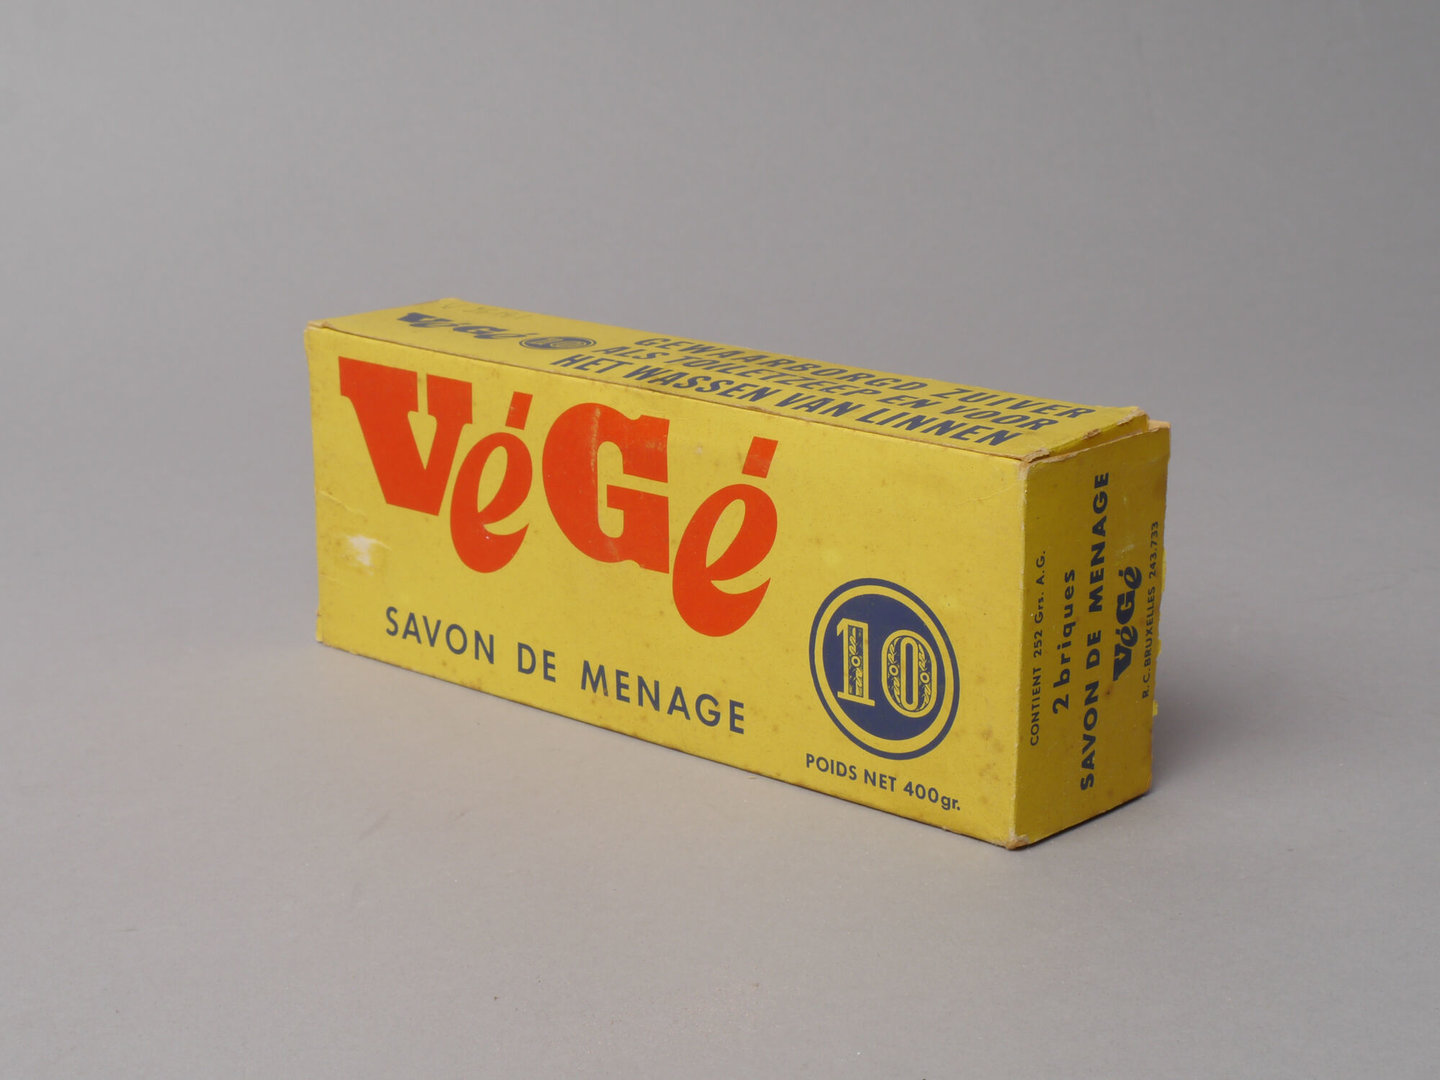 VéGé 10
GEWAARBORGD ZUIVER
ALS TOILETZEEP EN VOOR
HET WASSEN VAN LINNEN
VéGé
SAVON DE MENAGE
10
POIDS NET 400gr.
CONTIENT 252 Grs. A.G.
2 briques
SAVON DE MENAGE
VéGé
R.C. BRUXELLES 243.733